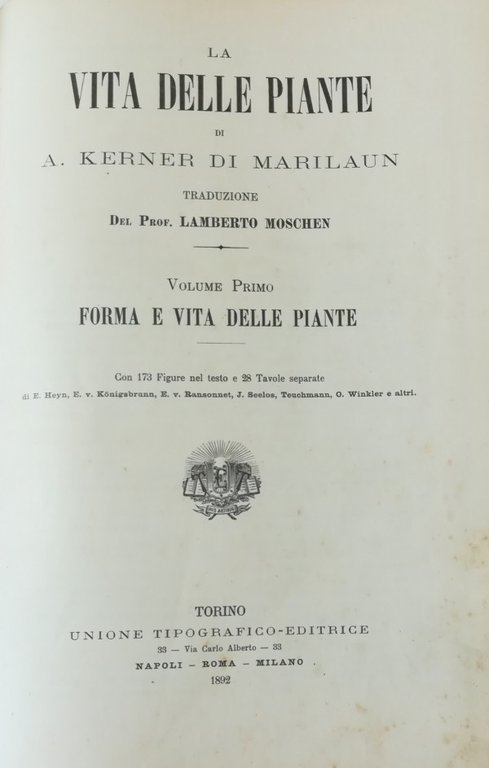 LA
VITA DELLE PIANTE
DI
A. KERNER DI MARILAUN
TRADUZIONE
DEL PROF. LAMBERTO MOSCHEN
VOLUME PRIMO
FORMA E VITA DELLE PIANTE
Con 173 Figure nel testo e 28 Tavole separate
di E. Heyn, E. v. Königsbrunn, E. v. Ransonnet, J. Seelos, Teuchmann, O. Winkler e altri.
TORINO
UNIONE TIPOGRAFICO-EDITRICE
33 — Via Carlo Alberto — 33
NAPOLI - ROMA - MILANO
1892